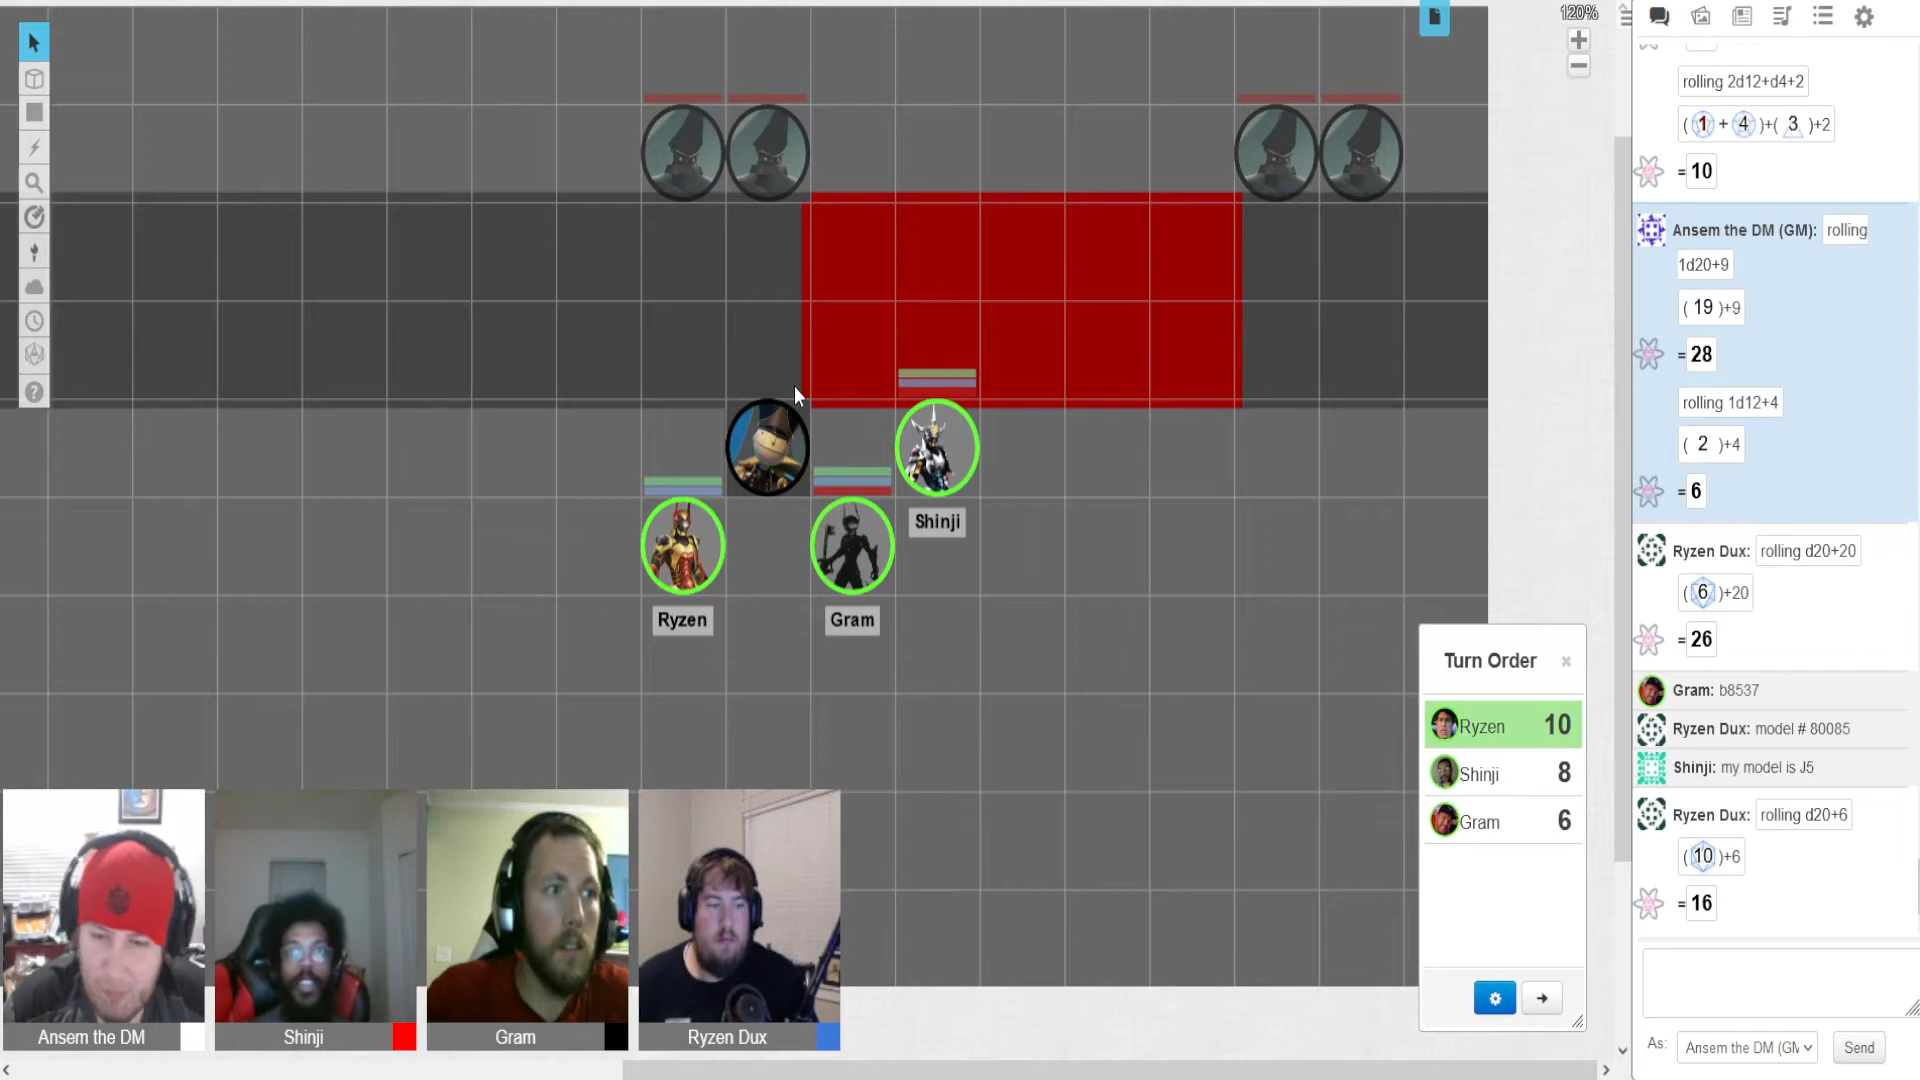 120%
rolling 2d12+d4+2
(1 + 4)+( 3 )+2
= 10
Ansem the DM (GM): rolling
1d20+9
( 19 )+9
= 28
rolling 1d12+4
( 2 )+4
= 6
Ryzen Dux: rolling d20+20
(6)+20
= 26
Gram: b8537
Ryzen Dux: model # 80085
Shinji: my model is J5
Ryzen Dux: rolling d20+6
(10)+6
= 16
As: Ansem the DM (GM
Send
Shinji
Ryzen
Gram
Turn Order ×
Ryzen 10
Shinji 8
Gram 6
Ansem the DM
Shinji
Gram
Ryzen Dux